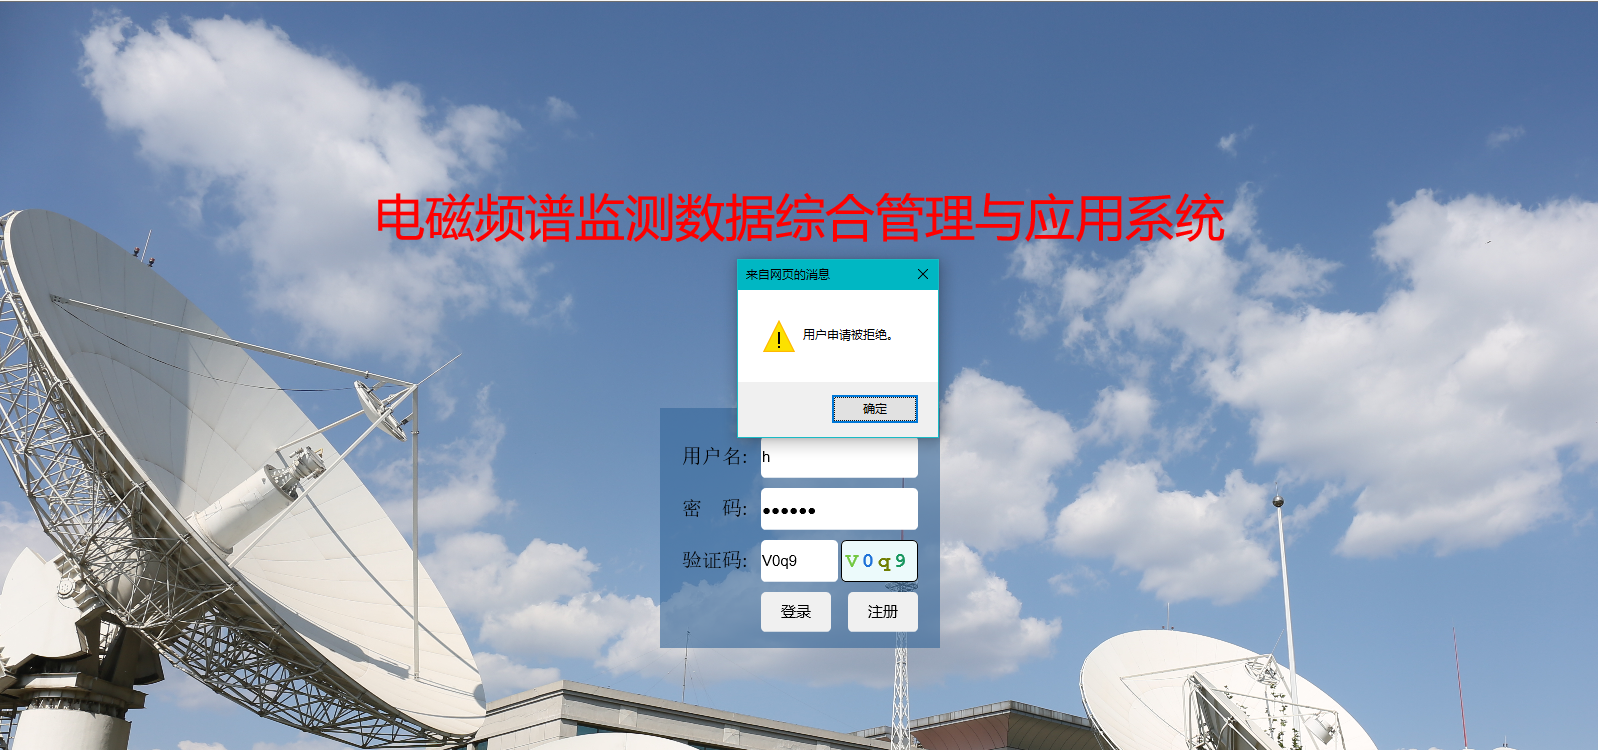 电磁频谱监测数据综合管理与应用系统
来自网页的消息
用户申请被拒绝。
确定
用户名: h
密 码: ●●●●●●
验证码: V0q9 V0q9
登录 注册